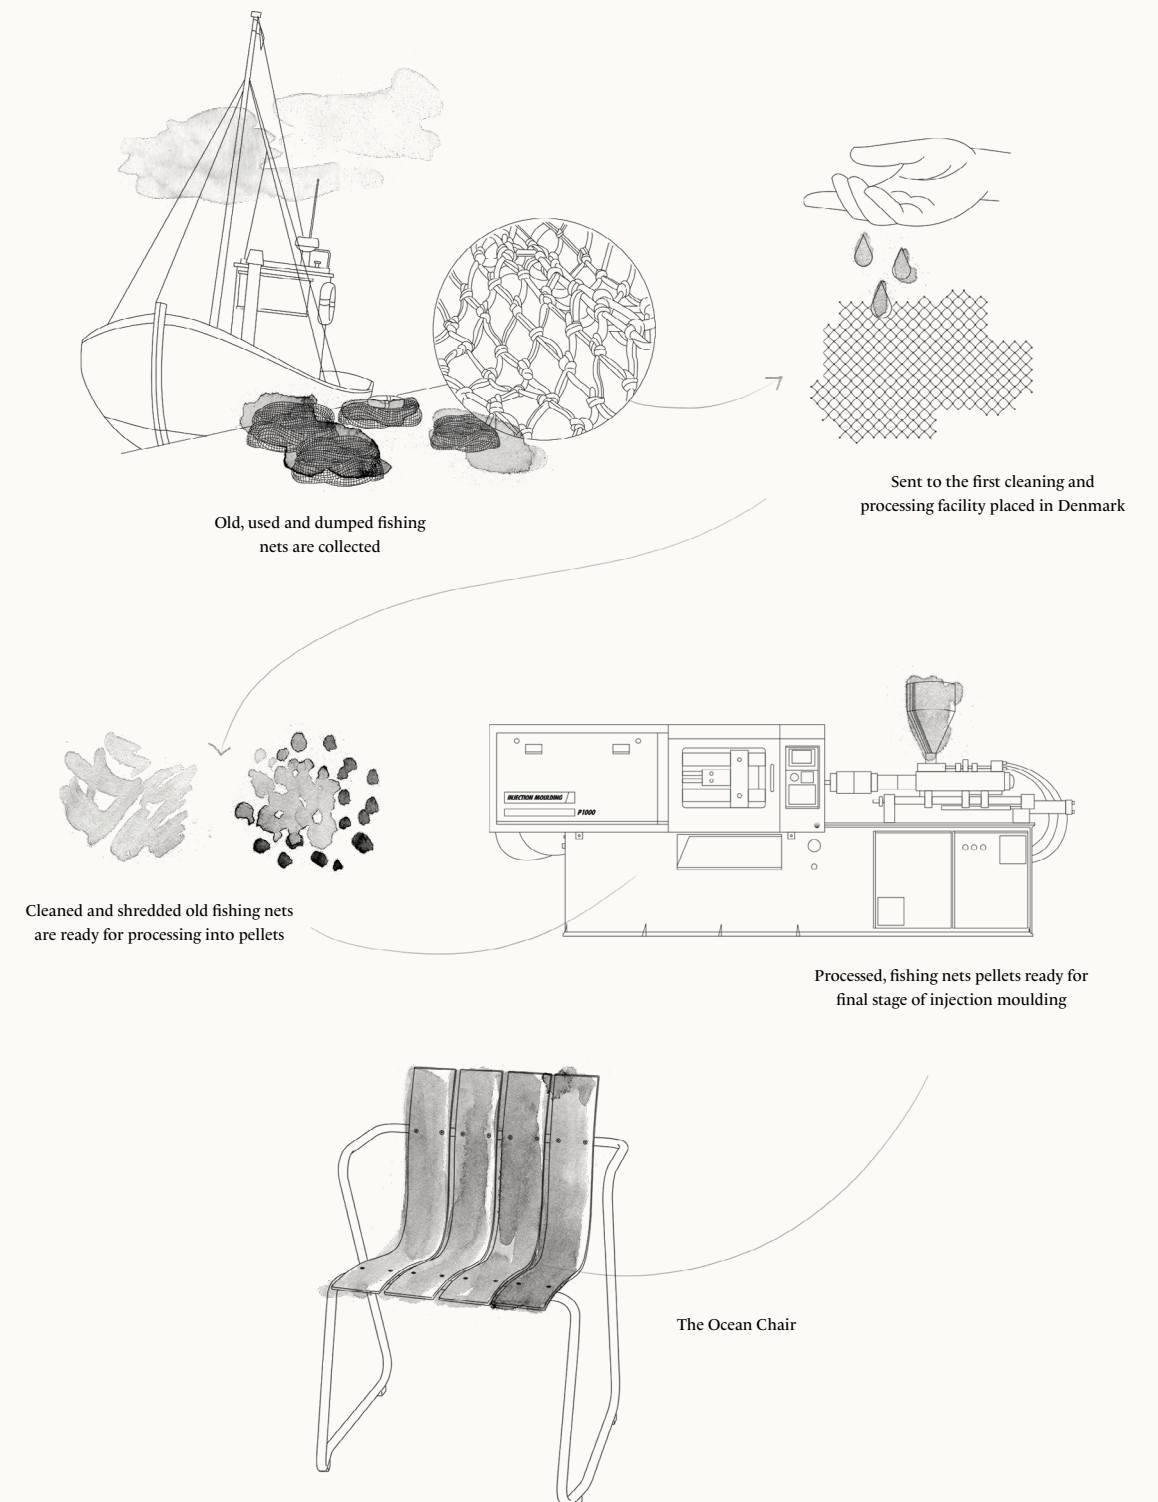 Old, used and dumped fishing
nets are collected
Sent to the first cleaning and
processing facility placed in Denmark
Cleaned and shredded old fishing nets
are ready for processing into pellets
INJECTION MOULDING
P1000
Processed, fishing nets pellets ready for
final stage of injection moulding
The Ocean Chair